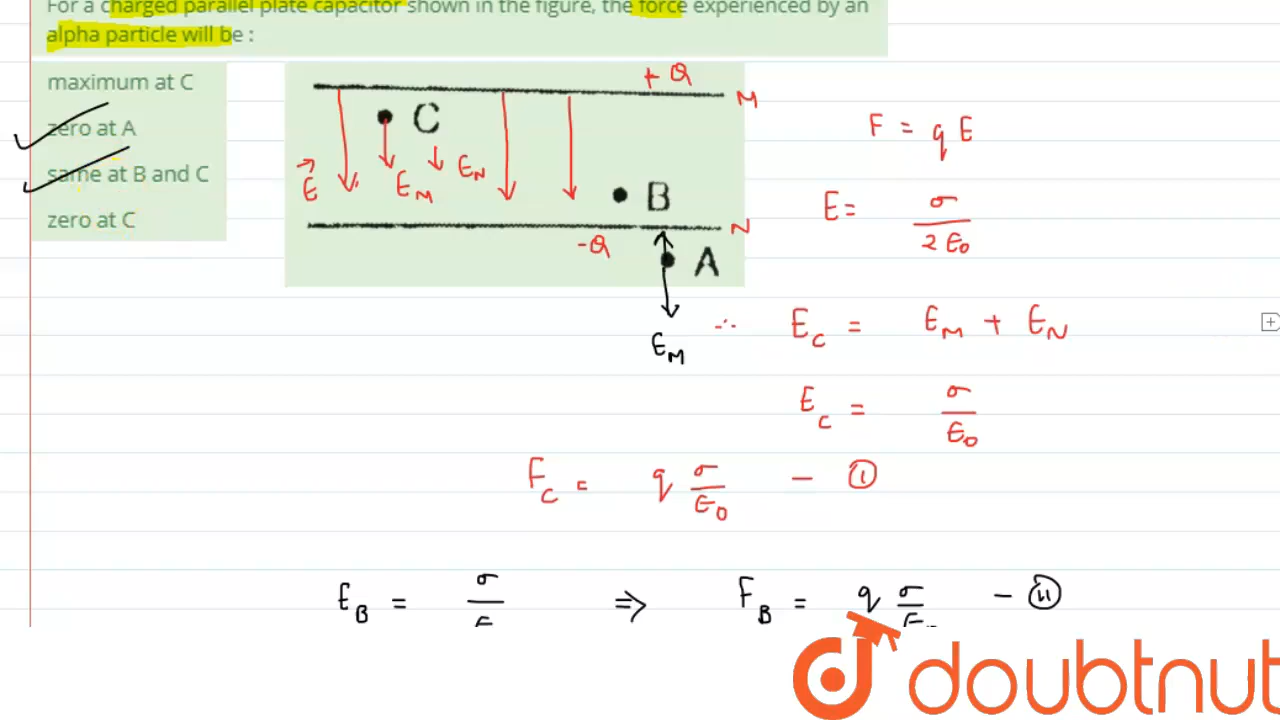 For a charged parallel plate capacitor shown in the figure, the force experienced by an
alpha particle will be :
maximum at C
zero at A
same at B and C
zero at C
+ Q
M
C
E
E_M
E_N
B
N
-Q
A
E_M
F = qE
E = σ / 2ε₀
∴ E_C = E_M + E_N
E_C = σ / ε₀
F_C = q σ / ε₀ - ①
E_B = σ
⇒ F_B = q σ - ⑪
doubtnut